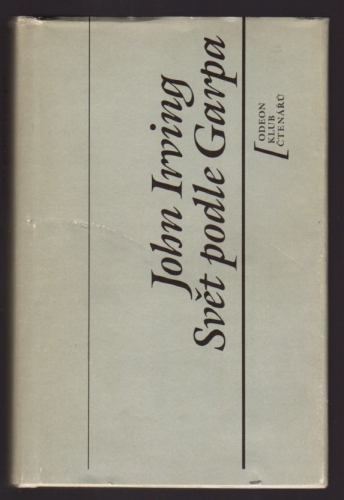 John Irving
Svět podle Garpa
[ODEON
KLUB
ČTENÁŘŮ